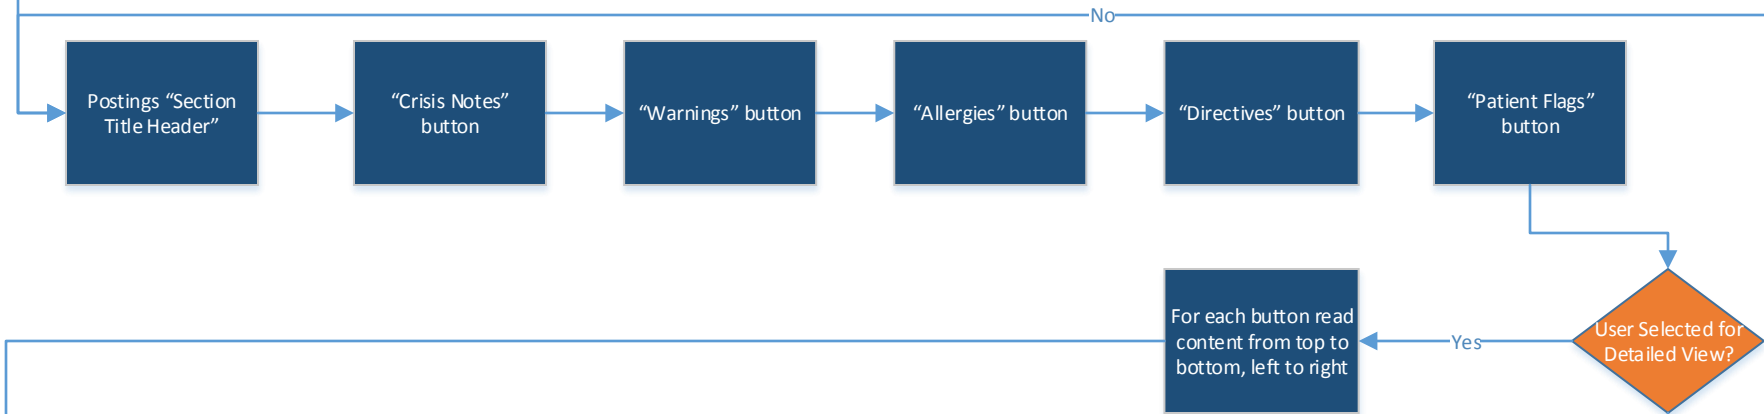 No
Postings “Section
Title Header”
“Crisis Notes”
button
“Warnings” button
“Allergies” button
“Directives” button
“Patient Flags”
button
User Selected for
Detailed View?
Yes
For each button read
content from top to
bottom, left to right